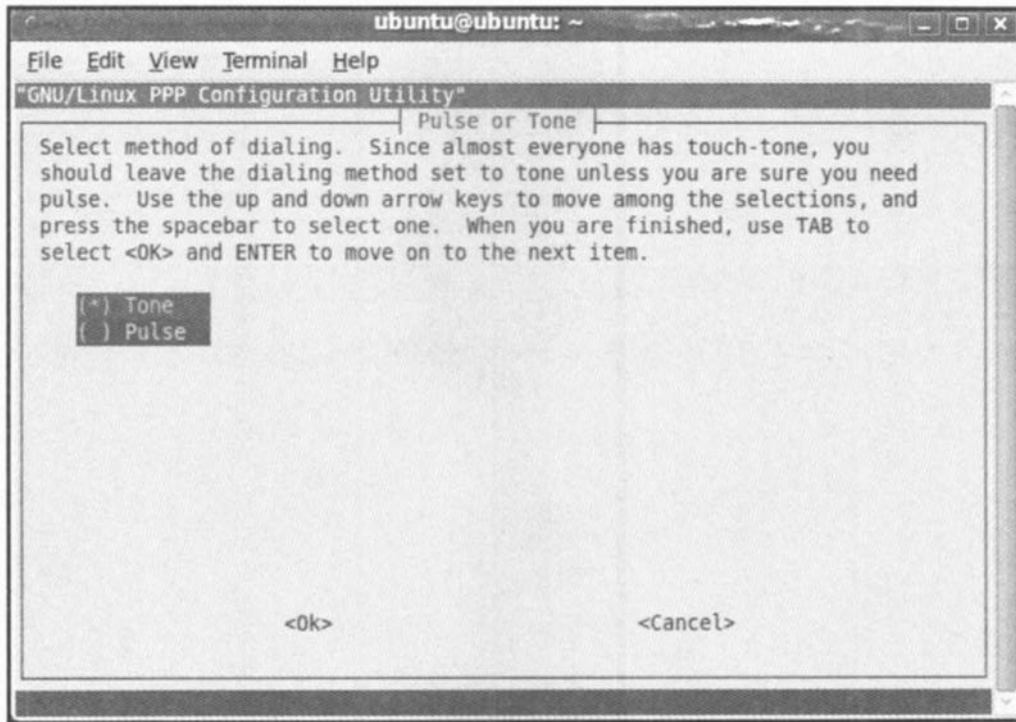 ubuntu@ubuntu: ~
File Edit View Terminal Help
"GNU/Linux PPP Configuration Utility"
Pulse or Tone
Select method of dialing. Since almost everyone has touch-tone, you
should leave the dialing method set to tone unless you are sure you need
pulse. Use the up and down arrow keys to move among the selections, and
press the spacebar to select one. When you are finished, use TAB to
select <OK> and ENTER to move on to the next item.
(*) Tone
( ) Pulse
<Ok> <Cancel>